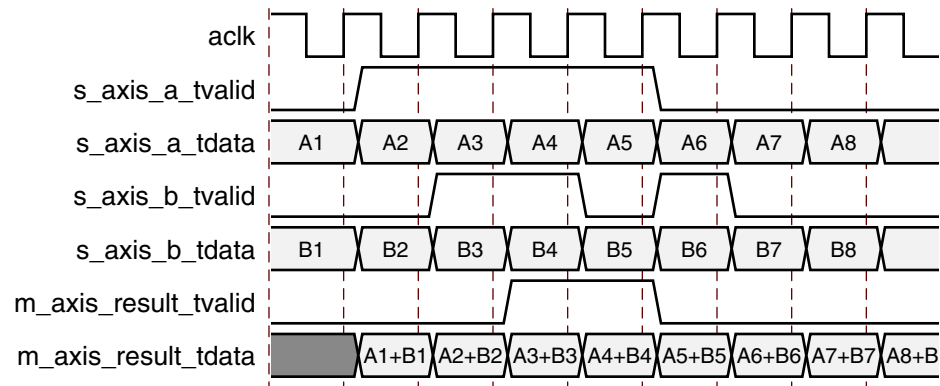 aclk
s_axis_a_tvalid
s_axis_a_tdata A1 A2 A3 A4 A5 A6 A7 A8
s_axis_b_tvalid
s_axis_b_tdata B1 B2 B3 B4 B5 B6 B7 B8
m_axis_result_tvalid
m_axis_result_tdata A1+B1 A2+B2 A3+B3 A4+B4 A5+B5 A6+B6 A7+B7 A8+B